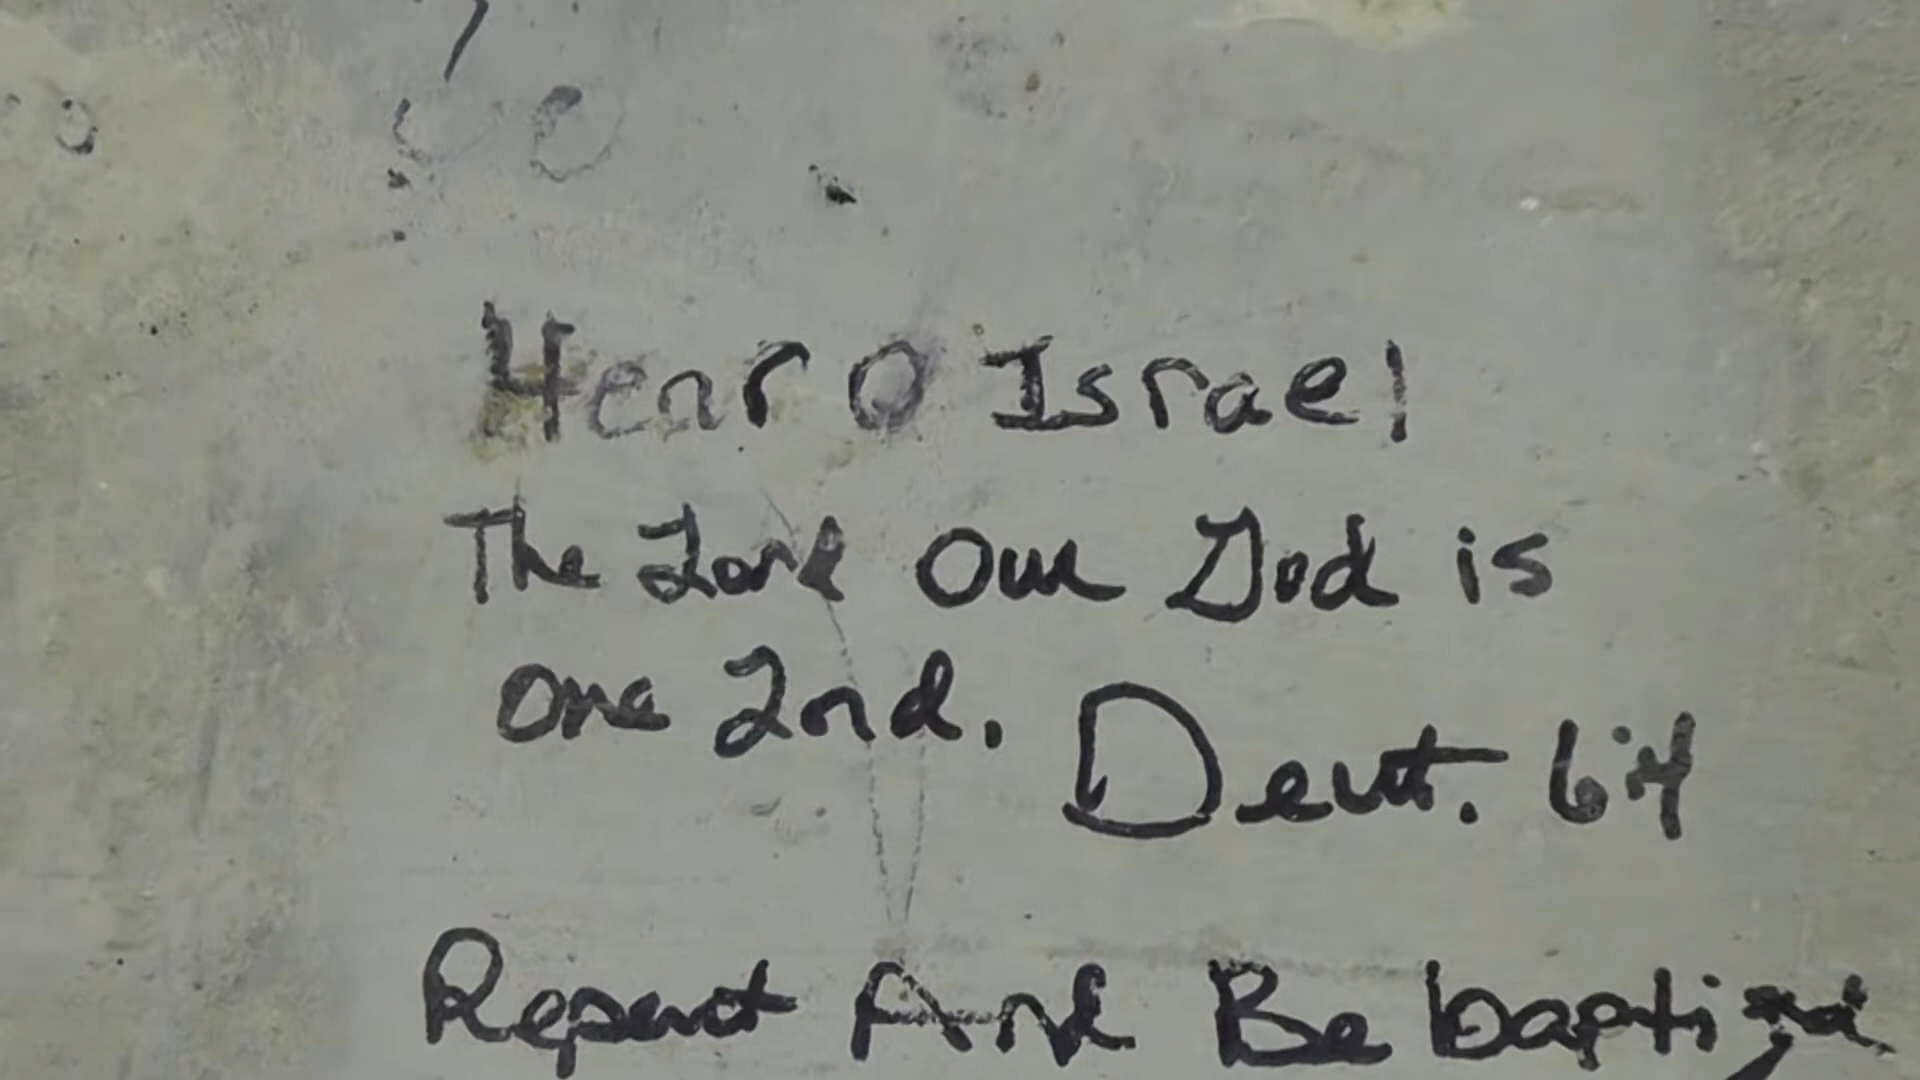 Hear O Israel
The Lord Our God is
one Lord.
Deut. 6:4
Repent And Be baptized